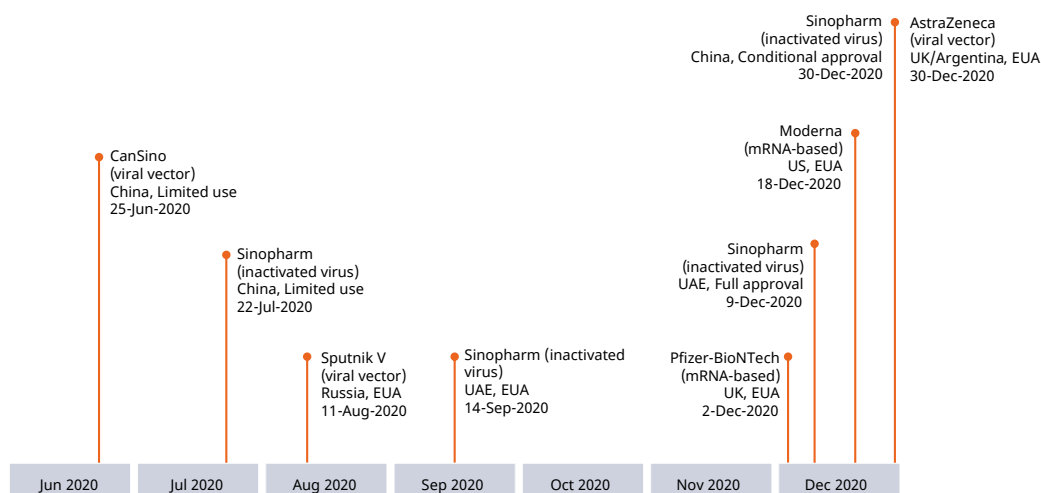 Sinopharm
(inactivated virus)
China, Conditional approval
30-Dec-2020
AstraZeneca
(viral vector)
UK/Argentina, EUA
30-Dec-2020
Moderna
(mRNA-based)
US, EUA
18-Dec-2020
CanSino
(viral vector)
China, Limited use
25-Jun-2020
Sinopharm
(inactivated virus)
China, Limited use
22-Jul-2020
Sinopharm
(inactivated virus)
UAE, Full approval
9-Dec-2020
Sputnik V
(viral vector)
Russia, EUA
11-Aug-2020
Sinopharm (inactivated
virus)
UAE, EUA
14-Sep-2020
Pfizer-BioNTech
(mRNA-based)
UK, EUA
2-Dec-2020
Jun 2020
Jul 2020
Aug 2020
Sep 2020
Oct 2020
Nov 2020
Dec 2020